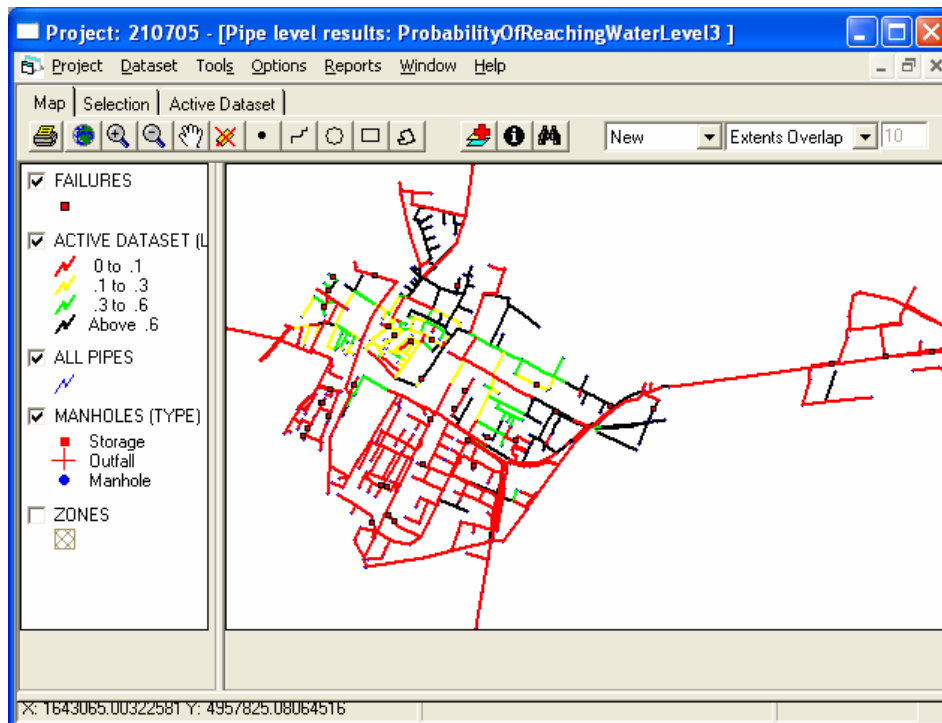 Project: 210705 - [Pipe level results: ProbabilityOfReachingWaterLevel3 ]
Project Dataset Tools Options Reports Window Help
Map Selection Active Dataset
New Extents Overlap 10
FAILURES
ACTIVE DATASET (L
0 to .1
.1 to .3
.3 to .6
Above .6
ALL PIPES
MANHOLES (TYPE)
Storage
Outfall
Manhole
ZONES
X: 1643065.00322581 Y: 4957825.08064516